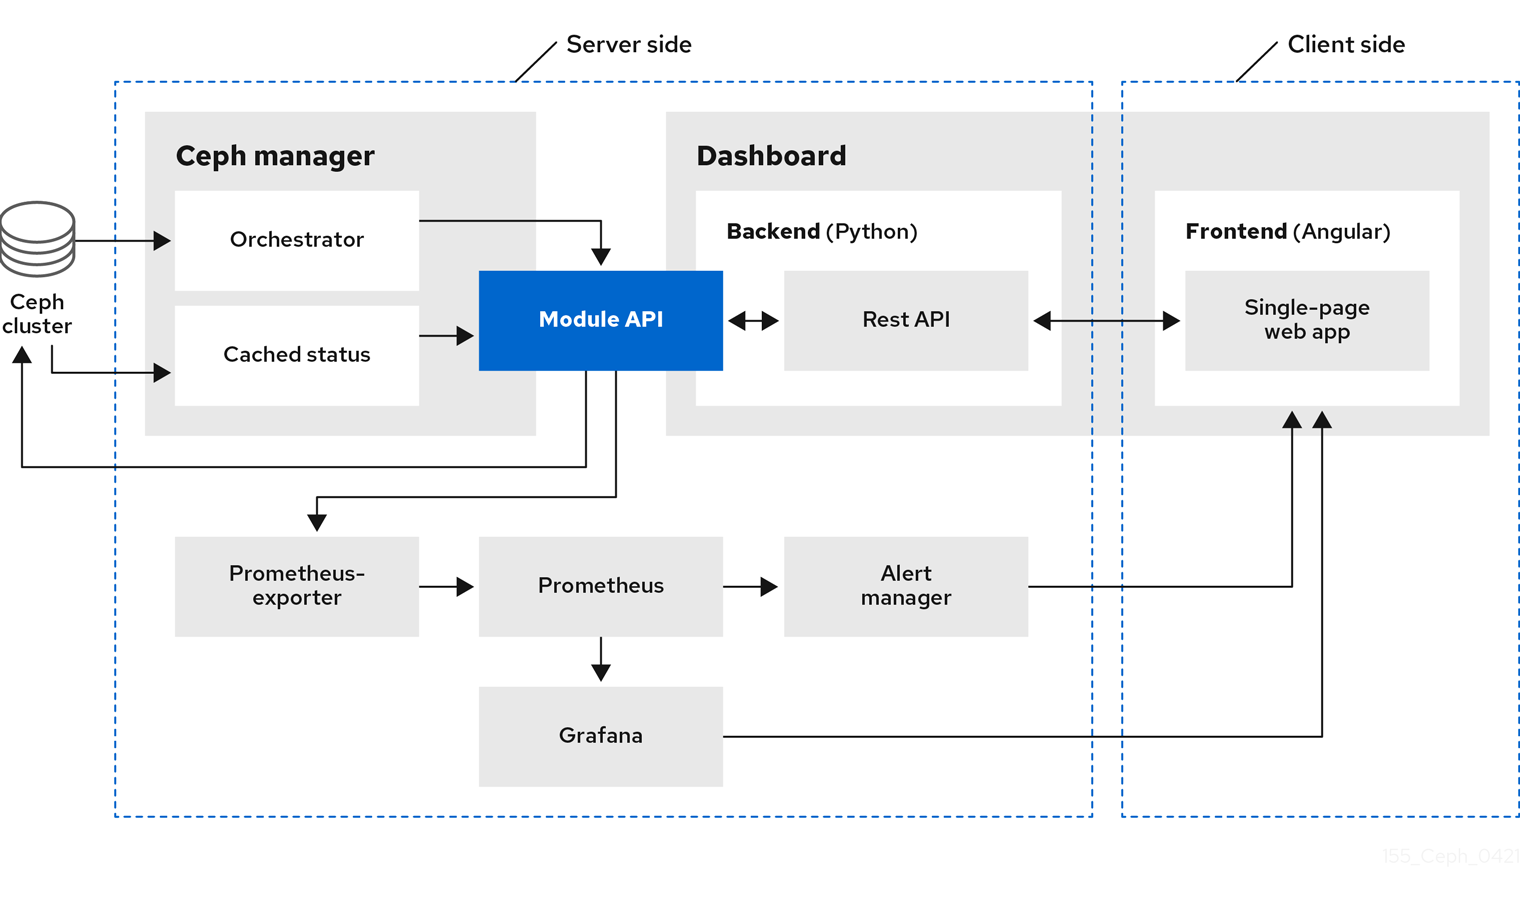 Server side
Client side
Ceph manager
Dashboard
Orchestrator
Backend (Python)
Frontend (Angular)
Ceph
cluster
Cached status
Module API
Rest API
Single-page
web app
Prometheus-
exporter
Prometheus
Alert
manager
Grafana
155_Ceph_0421